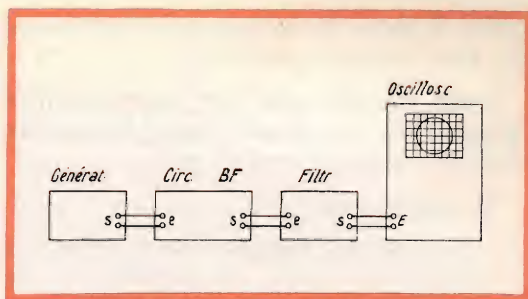 Oscillosc
Générat. Circ. BF Filtr
s e s e s E